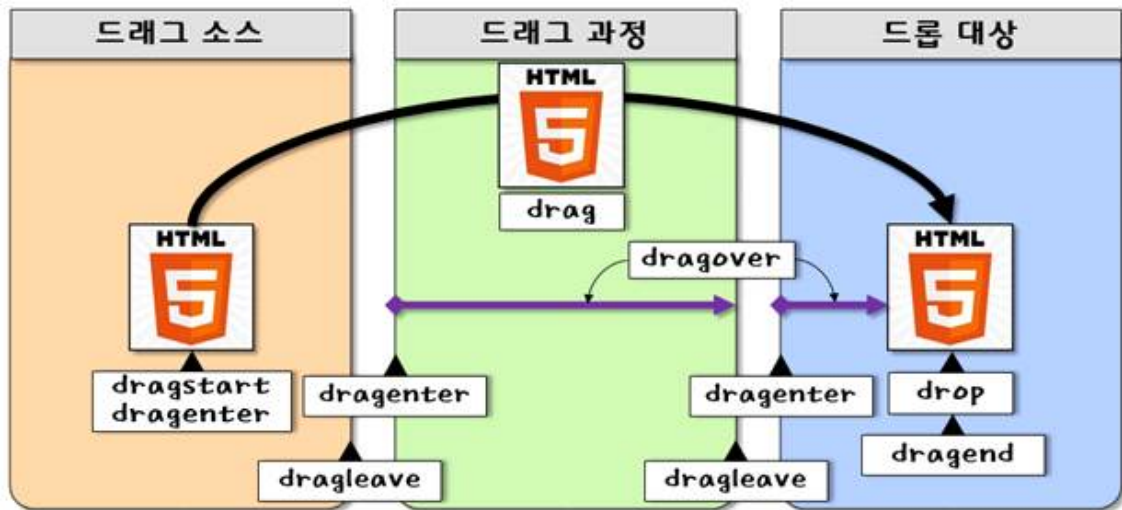 드래그 소스
드래그 과정
드롭 대상
HTML
5
drag
HTML
5
HTML
5
dragover
dragstart
dragenter
dragenter
dragenter
drop
dragleave
dragleave
dragend